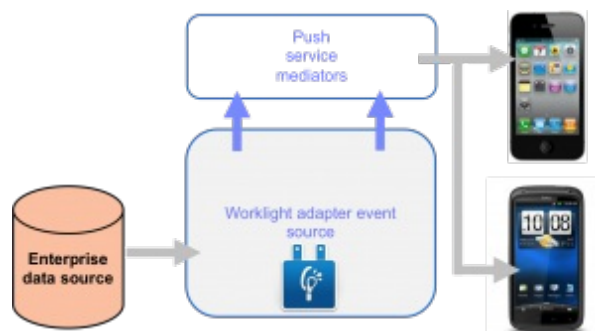 Push
service
mediators
Worklight adapter event
source
Enterprise
data source
10 08